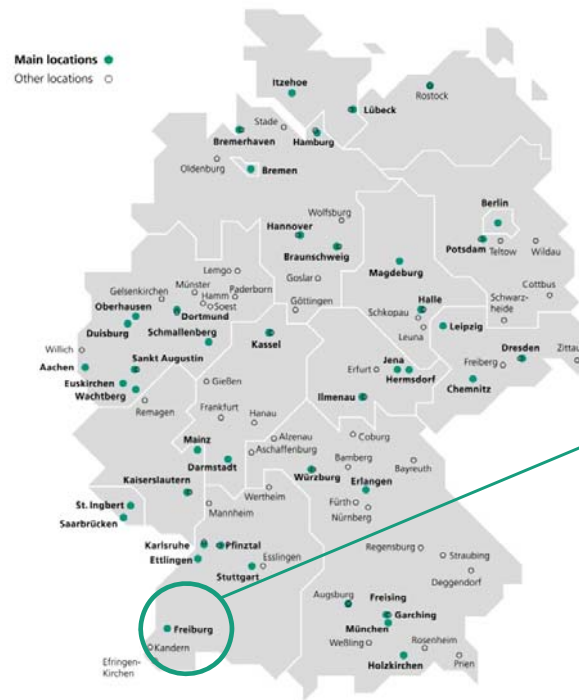 Main locations
Other locations
Itzehoe
Rostock
Lübeck
Stade
Bremerhaven
Hamburg
Oldenburg
Bremen
Wolfsburg
Hannover
Berlin
Braunschweig
Potsdam
Teltow
Wildau
Lemgo
Magdeburg
Goslar
Münster
Paderborn
Cottbus
Gelsenkirchen
Hamm
Halle
Schwarz-
heide
Oberhausen
Soest
Göttingen
Schkopau
Dortmund
Duisburg
Leipzig
Schmallenberg
Kassel
Leuna
Willich
Dresden
Zittau
Sankt Augustin
Jena
Freiberg
Aachen
Erfurt
Hermsdorf
Euskirchen
Gießen
Chemnitz
Wachtberg
Ilmenau
Remagen
Frankfurt
Hanau
Coburg
Mainz
Alzenau
Aschaffenburg
Bamberg
Bayreuth
Darmstadt
Kaiserslautern
Würzburg
Erlangen
Wertheim
St. Ingbert
Mannheim
Fürth
Saarbrücken
Nürnberg
Karlsruhe
Pfinztal
Regensburg
Straubing
Ettlingen
Esslingen
Stuttgart
Deggendorf
Augsburg
Freising
Garching
Freiburg
München
Kandern
Weßling
Rosenheim
Efringen-
Kirchen
Holzkirchen
Prien